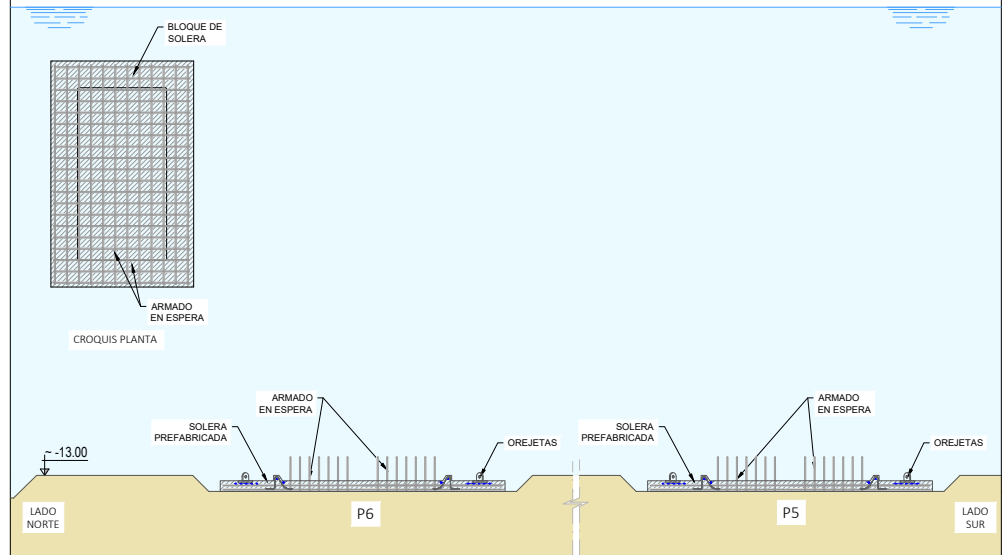 BLOQUE DE
SOLERA
ARMADO
EN ESPERA
CROQUIS PLANTA
ARMADO
EN ESPERA
SOLERA
PREFABRICADA
OREJETAS
ARMADO
EN ESPERA
SOLERA
PREFABRICADA
OREJETAS
~ -13.00
LADO
NORTE
P6
P5
LADO
SUR